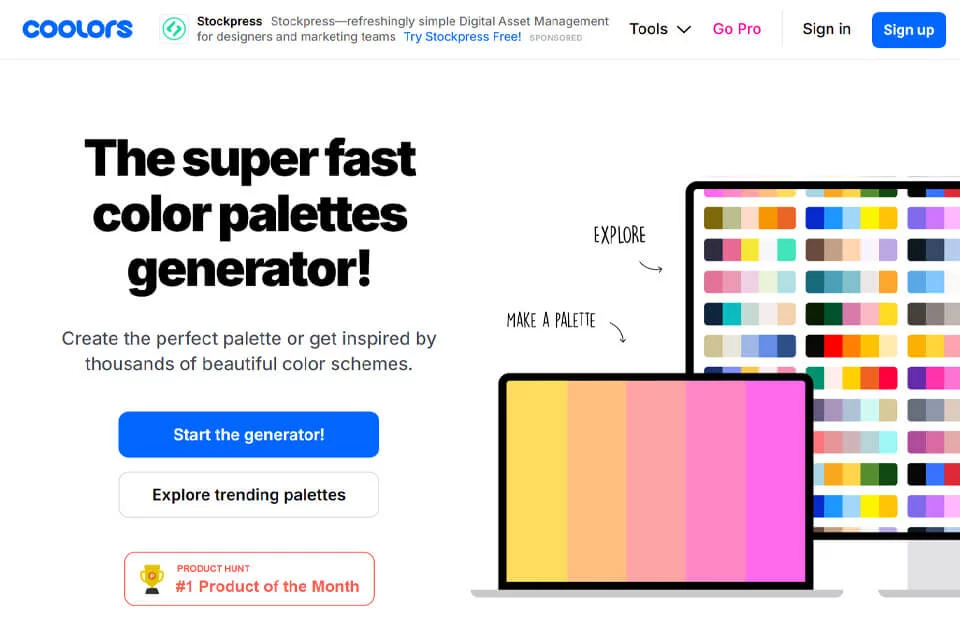 coolors
Stockpress Stockpress—refreshingly simple Digital Asset Management
for designers and marketing teams Try Stockpress Free! SPONSORED
Tools
Go Pro
Sign in
Sign up
The super fast
color palettes
generator!
Create the perfect palette or get inspired by
thousands of beautiful color schemes.
Start the generator!
Explore trending palettes
PRODUCT HUNT
#1 Product of the Month
EXPLORE
MAKE A PALETTE